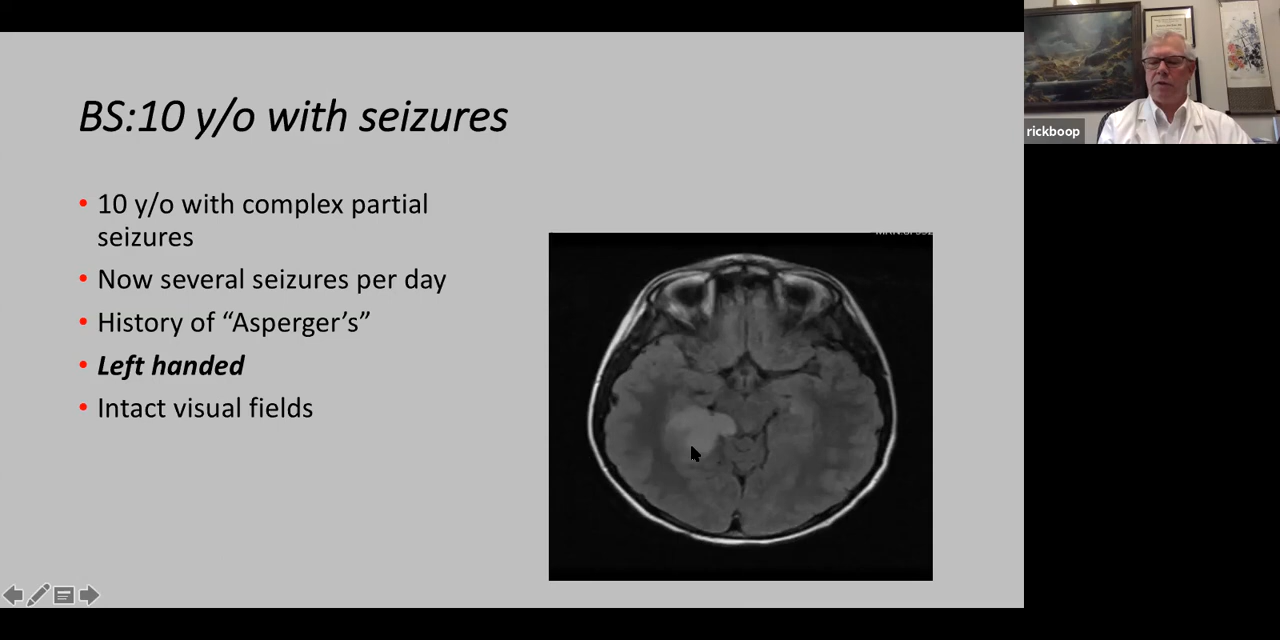 BS:10 y/o with seizures
• 10 y/o with complex partial
seizures
• Now several seizures per day
• History of “Asperger’s”
• Left handed
• Intact visual fields
rickboop